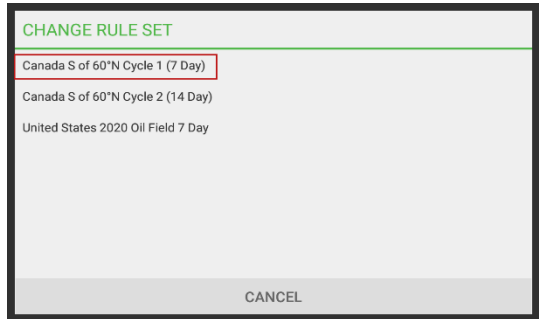 CHANGE RULE SET
Canada S of 60°N Cycle 1 (7 Day)
Canada S of 60°N Cycle 2 (14 Day)
United States 2020 Oil Field 7 Day
CANCEL